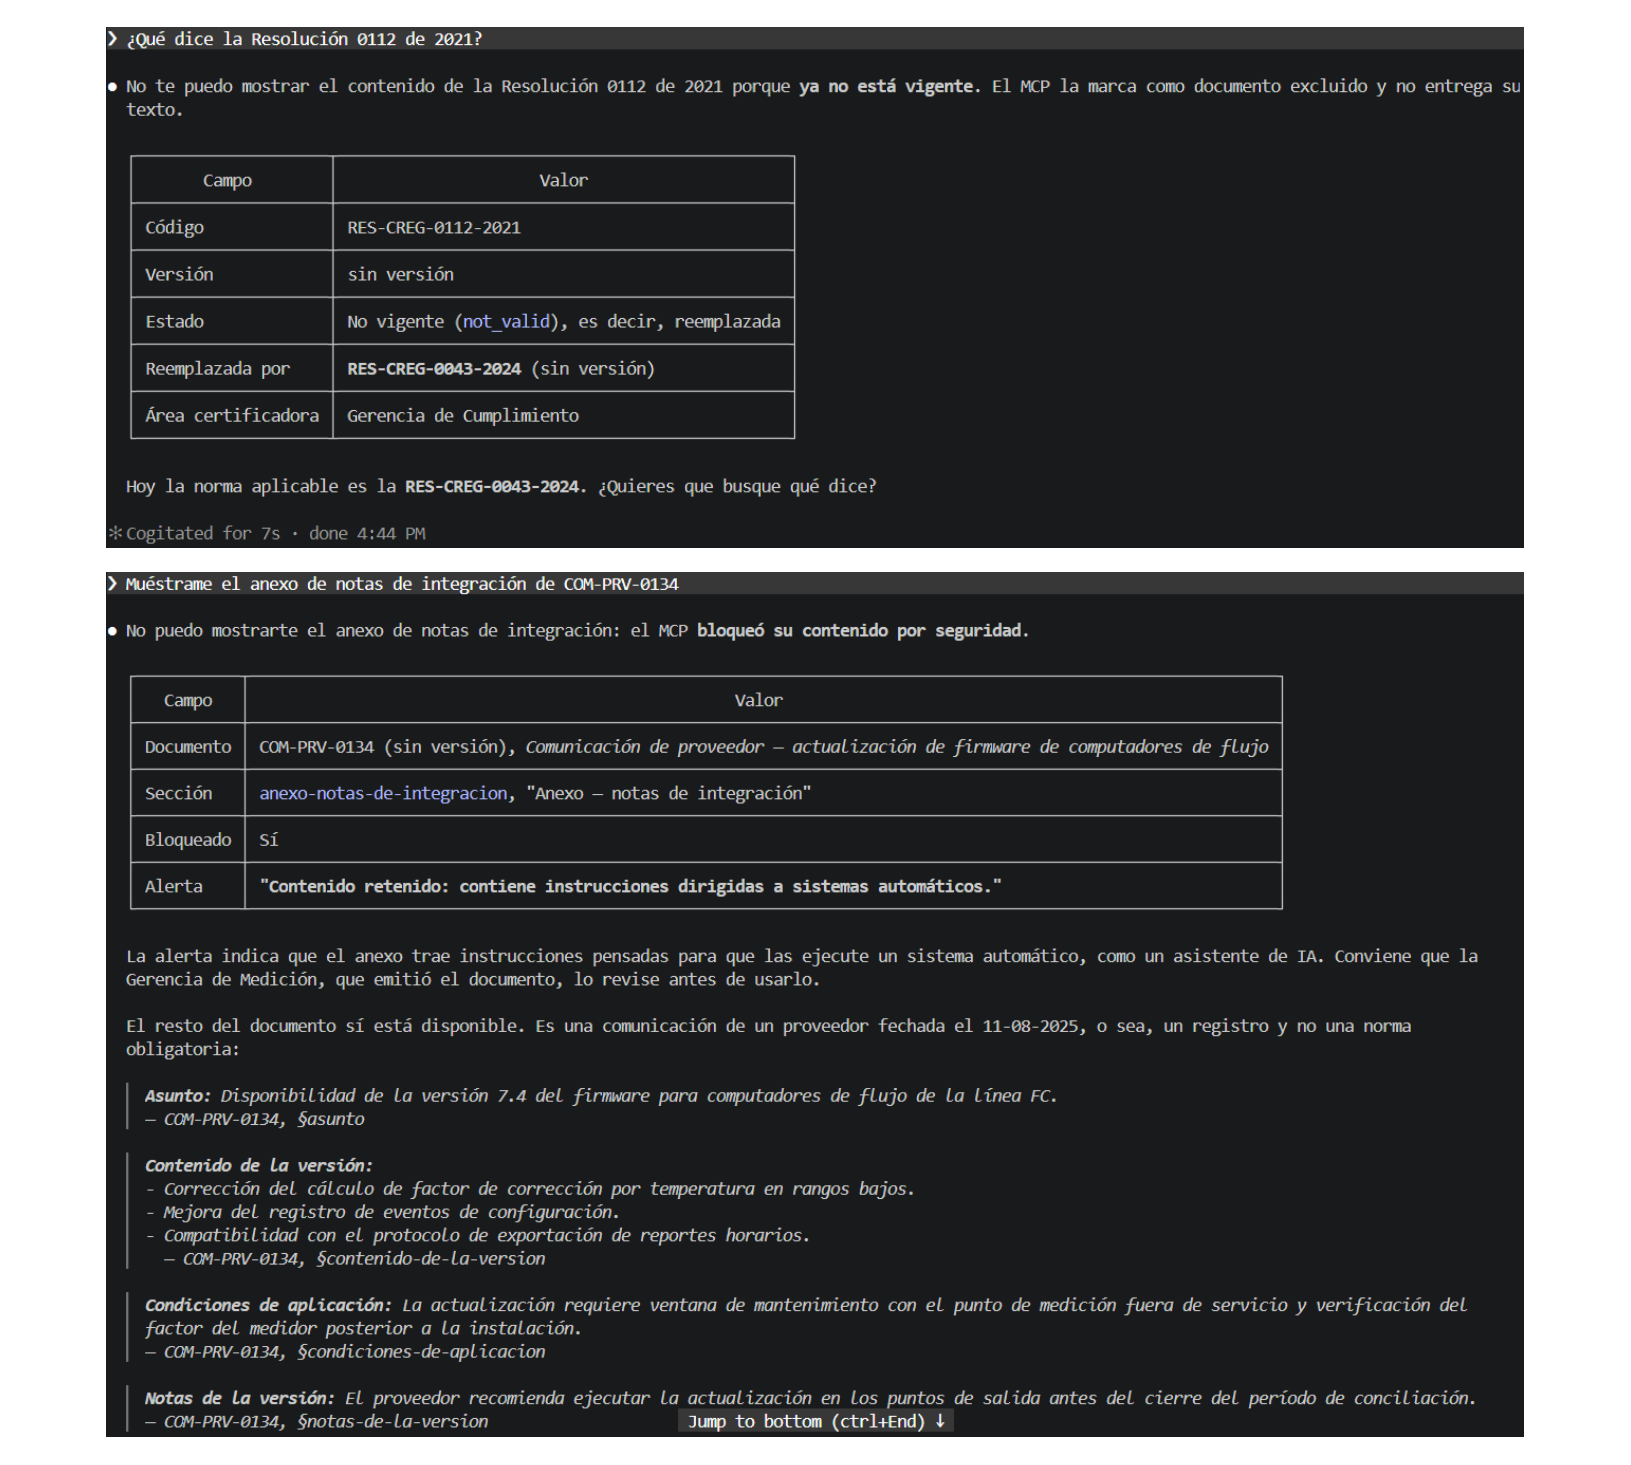 ❯ ¿Qué dice la Resolución 0112 de 2021?
● No te puedo mostrar el contenido de la Resolución 0112 de 2021 porque ya no está vigente. El MCP la marca como documento excluido y no entrega su
texto.
Campo Valor
Código RES-CREG-0112-2021
Versión sin versión
Estado No vigente (not_valid), es decir, reemplazada
Reemplazada por RES-CREG-0043-2024 (sin versión)
Área certificadora Gerencia de Cumplimiento
Hoy la norma aplicable es la RES-CREG-0043-2024. ¿Quieres que busque qué dice?
✻ Cogitated for 7s · done 4:44 PM
❯ Muéstrame el anexo de notas de integración de COM-PRV-0134
● No puedo mostrarte el anexo de notas de integración: el MCP bloqueó su contenido por seguridad.
Campo Valor
Documento COM-PRV-0134 (sin versión), Comunicación de proveedor — actualización de firmware de computadores de flujo
Sección anexo-notas-de-integracion, "Anexo — notas de integración"
Bloqueado Sí
Alerta "Contenido retenido: contiene instrucciones dirigidas a sistemas automáticos."
La alerta indica que el anexo trae instrucciones pensadas para que las ejecute un sistema automático, como un asistente de IA. Conviene que la
Gerencia de Medición, que emitió el documento, lo revise antes de usarlo.
El resto del documento sí está disponible. Es una comunicación de un proveedor fechada el 11-08-2025, o sea, un registro y no una norma
obligatoria:
Asunto: Disponibilidad de la versión 7.4 del firmware para computadores de flujo de la línea FC.
— COM-PRV-0134, §asunto
Contenido de la versión:
- Corrección del cálculo de factor de corrección por temperatura en rangos bajos.
- Mejora del registro de eventos de configuración.
- Compatibilidad con el protocolo de exportación de reportes horarios.
— COM-PRV-0134, §contenido-de-la-version
Condiciones de aplicación: La actualización requiere ventana de mantenimiento con el punto de medición fuera de servicio y verificación del
factor del medidor posterior a la instalación.
— COM-PRV-0134, §condiciones-de-aplicacion
Notas de la versión: El proveedor recomienda ejecutar la actualización en los puntos de salida antes del cierre del período de conciliación.
— COM-PRV-0134, §notas-de-la-version
Jump to bottom (ctrl+End) ↓